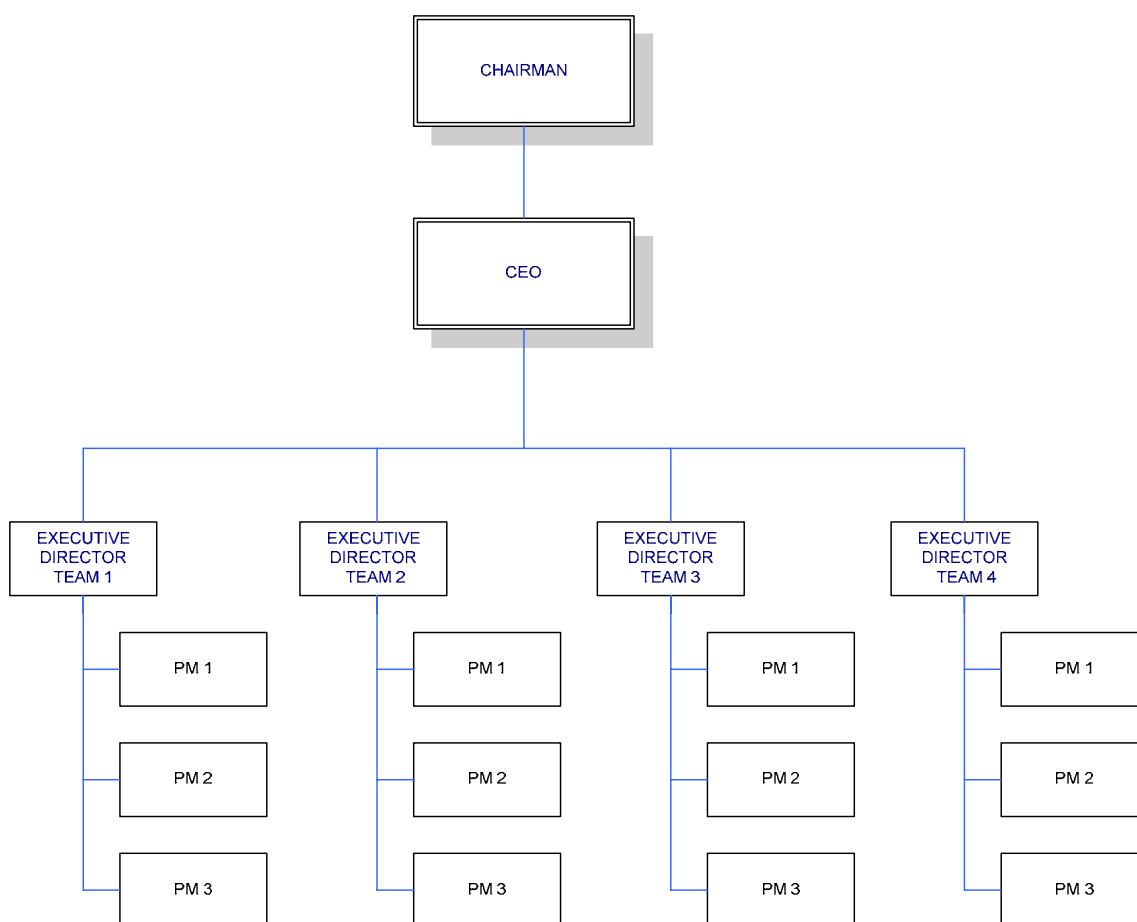 CHAIRMAN
CEO
EXECUTIVE
DIRECTOR
TEAM 1
EXECUTIVE
DIRECTOR
TEAM 2
EXECUTIVE
DIRECTOR
TEAM 3
EXECUTIVE
DIRECTOR
TEAM 4
PM 1
PM 1
PM 1
PM 1
PM 2
PM 2
PM 2
PM 2
PM 3
PM 3
PM 3
PM 3